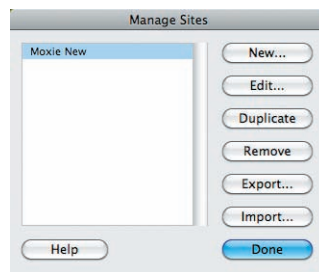 Manage Sites
Moxie New
New...
Edit...
Duplicate
Remove
Export...
Import...
Help
Done